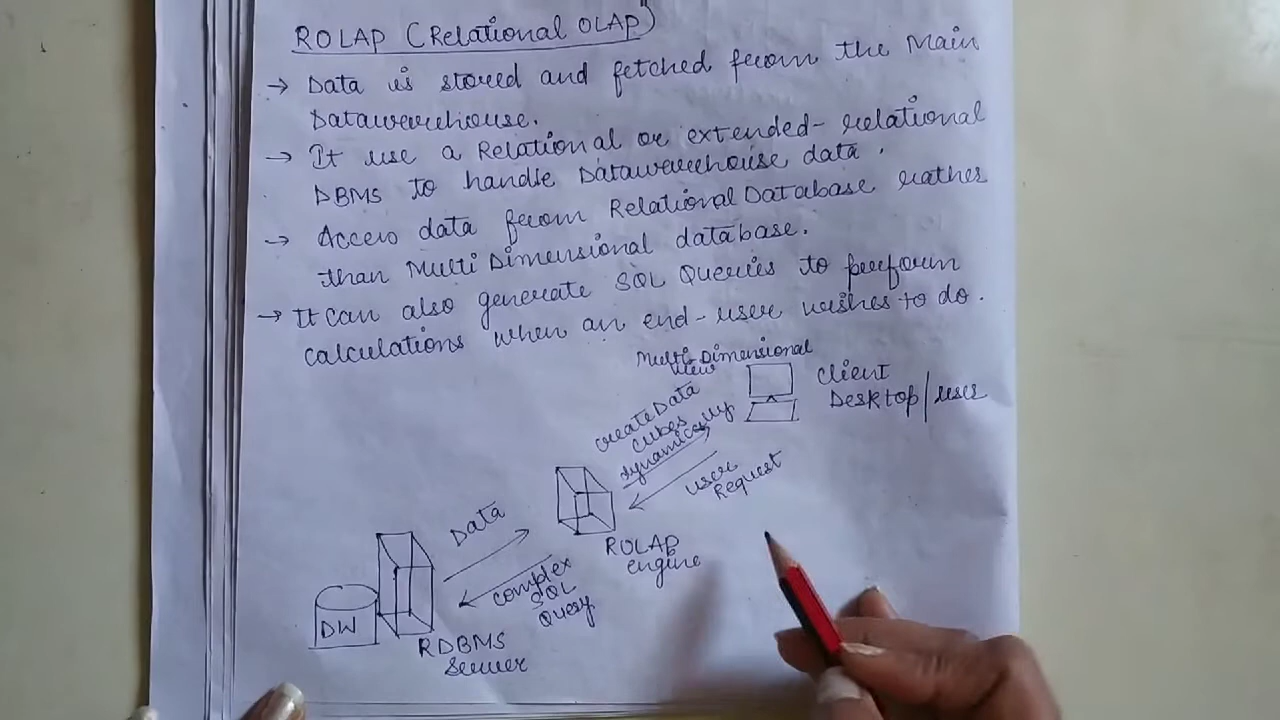 ROLAP (Relational OLAP)
→ Data is stored and fetched from the Main
Datawarehouse.
→ It use a Relational or extended-relational
DBMS to handle Datawarehouse data.
→ Access data from Relational DataBase rather
than Multi Dimensional database.
→ It can also generate SQL Queries to perform
calculations when an end-user wishes to do.
Multi Dimensional
View
Client
Desktop/user
Create Data
cubes
dynamically
user
Request
ROLAP
engine
Data
complex
SQL
Query
DW
RDBMS
Server